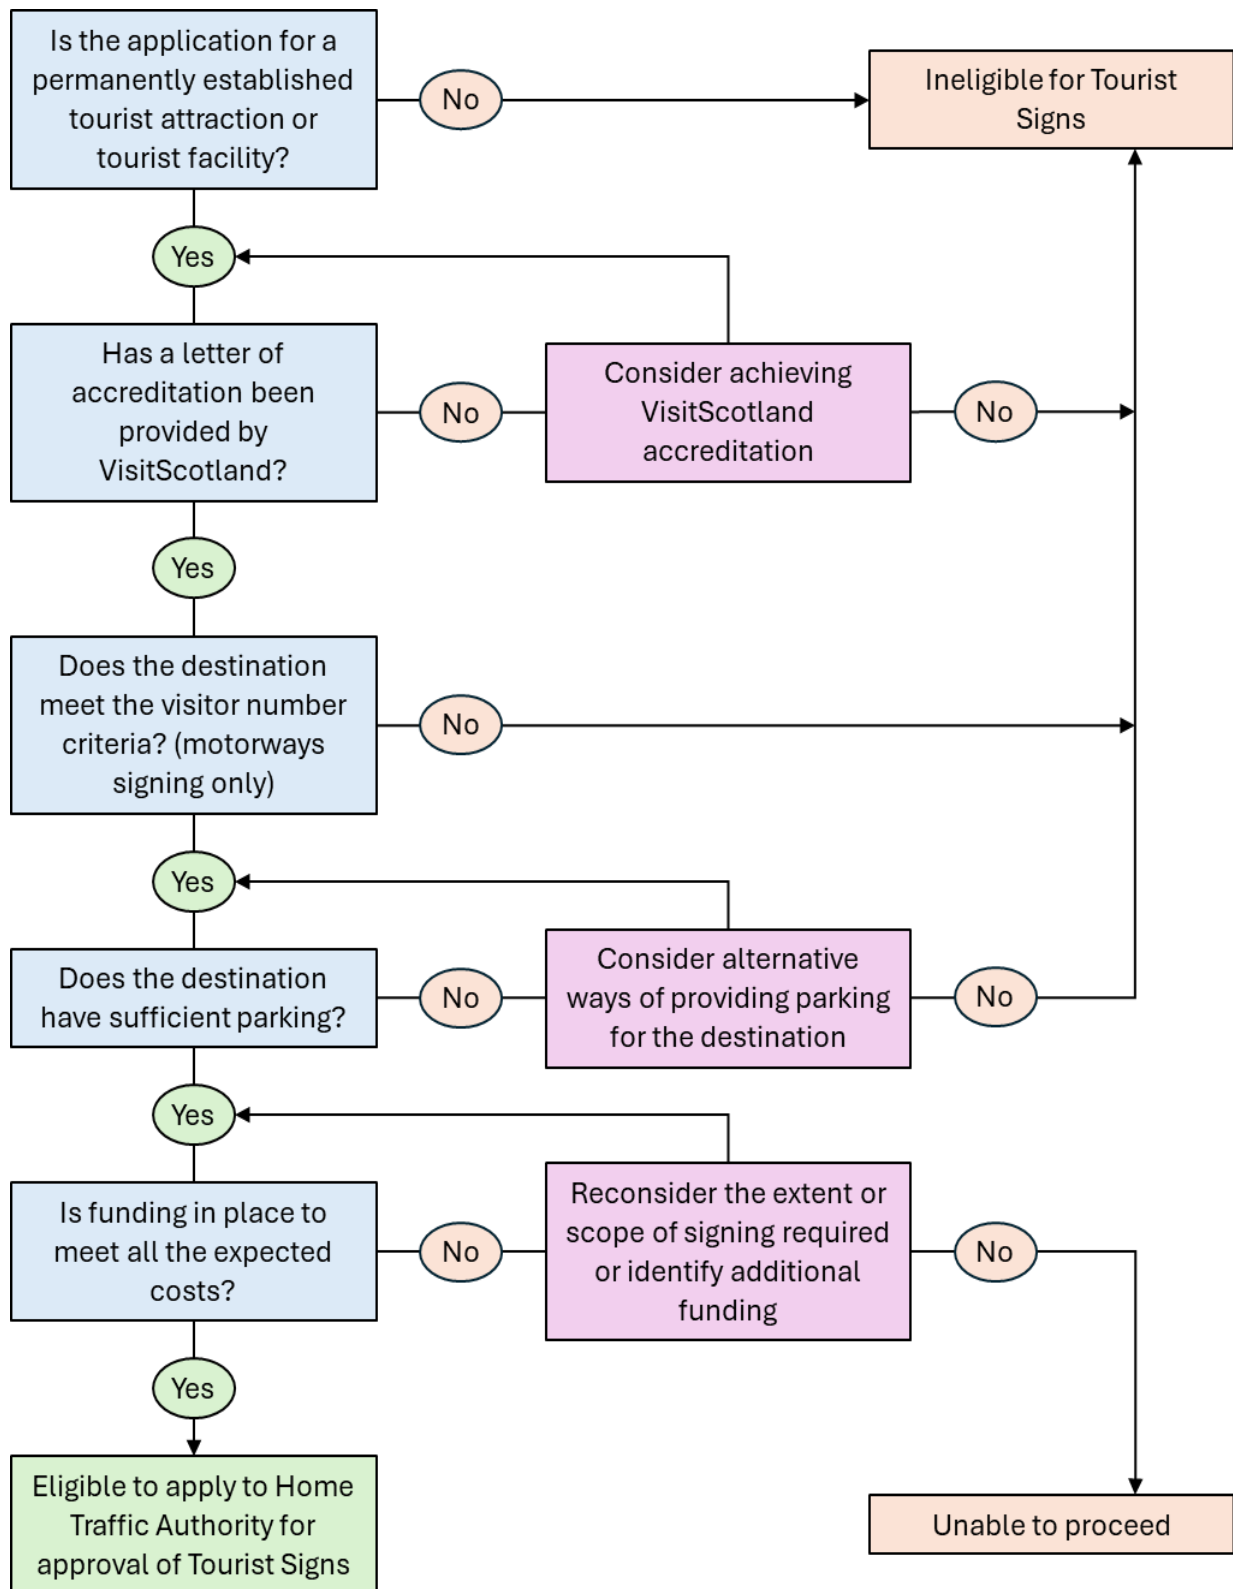 Is the application for a
permanently established
tourist attraction or
tourist facility?
No
Ineligible for Tourist
Signs
Yes
Has a letter of
accreditation been
provided by
VisitScotland?
No
Consider achieving
VisitScotland
accreditation
No
Yes
Does the destination
meet the visitor number
criteria? (motorways
signing only)
No
Yes
Does the destination
have sufficient parking?
No
Consider alternative
ways of providing parking
for the destination
No
Yes
Is funding in place to
meet all the expected
costs?
No
Reconsider the extent or
scope of signing required
or identify additional
funding
No
Yes
Eligible to apply to Home
Traffic Authority for
approval of Tourist Signs
Unable to proceed